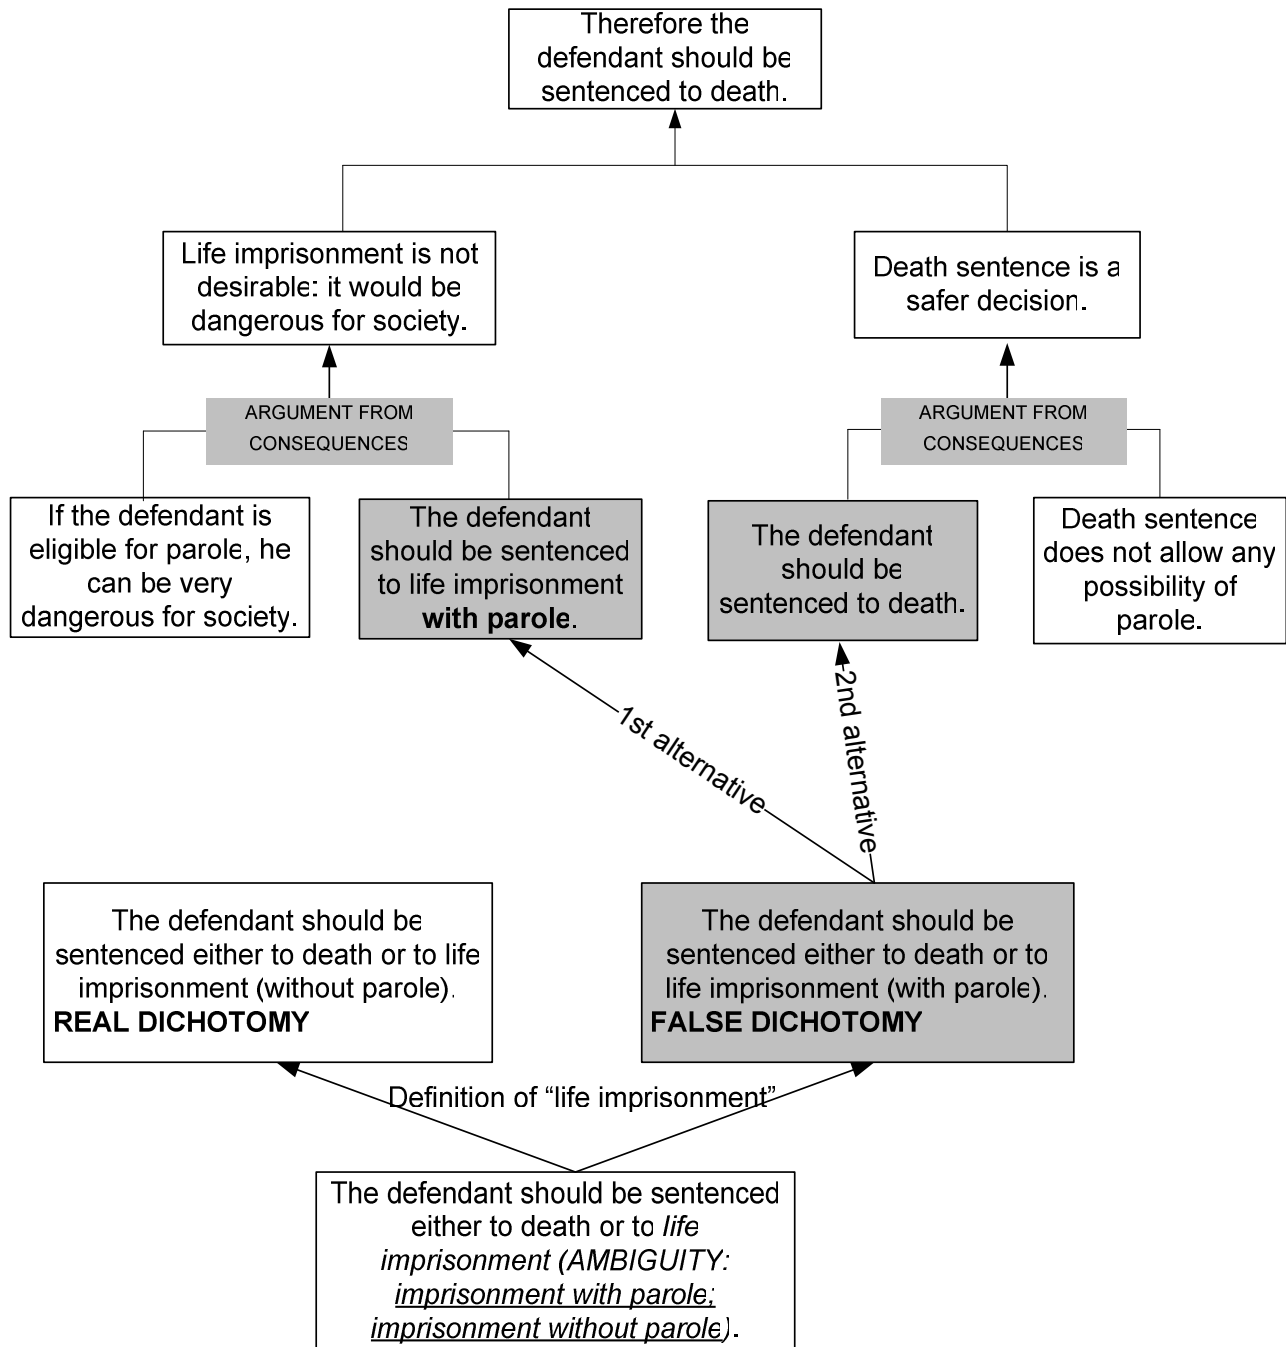 Therefore the
defendant should be
sentenced to death.
Life imprisonment is not
desirable: it would be
dangerous for society.
Death sentence is a
safer decision.
ARGUMENT FROM
CONSEQUENCES
ARGUMENT FROM
CONSEQUENCES
If the defendant is
eligible for parole, he
can be very
dangerous for society.
The defendant
should be sentenced
to life imprisonment
with parole.
The defendant
should be
sentenced to death.
Death sentence
does not allow any
possibility of
parole.
1st alternative
2nd alternative
The defendant should be
sentenced either to death or to life
imprisonment (without parole).
REAL DICHOTOMY
The defendant should be
sentenced either to death or to
life imprisonment (with parole).
FALSE DICHOTOMY
Definition of “life imprisonment”
The defendant should be sentenced
either to death or to life
imprisonment (AMBIGUITY:
imprisonment with parole;
imprisonment without parole).